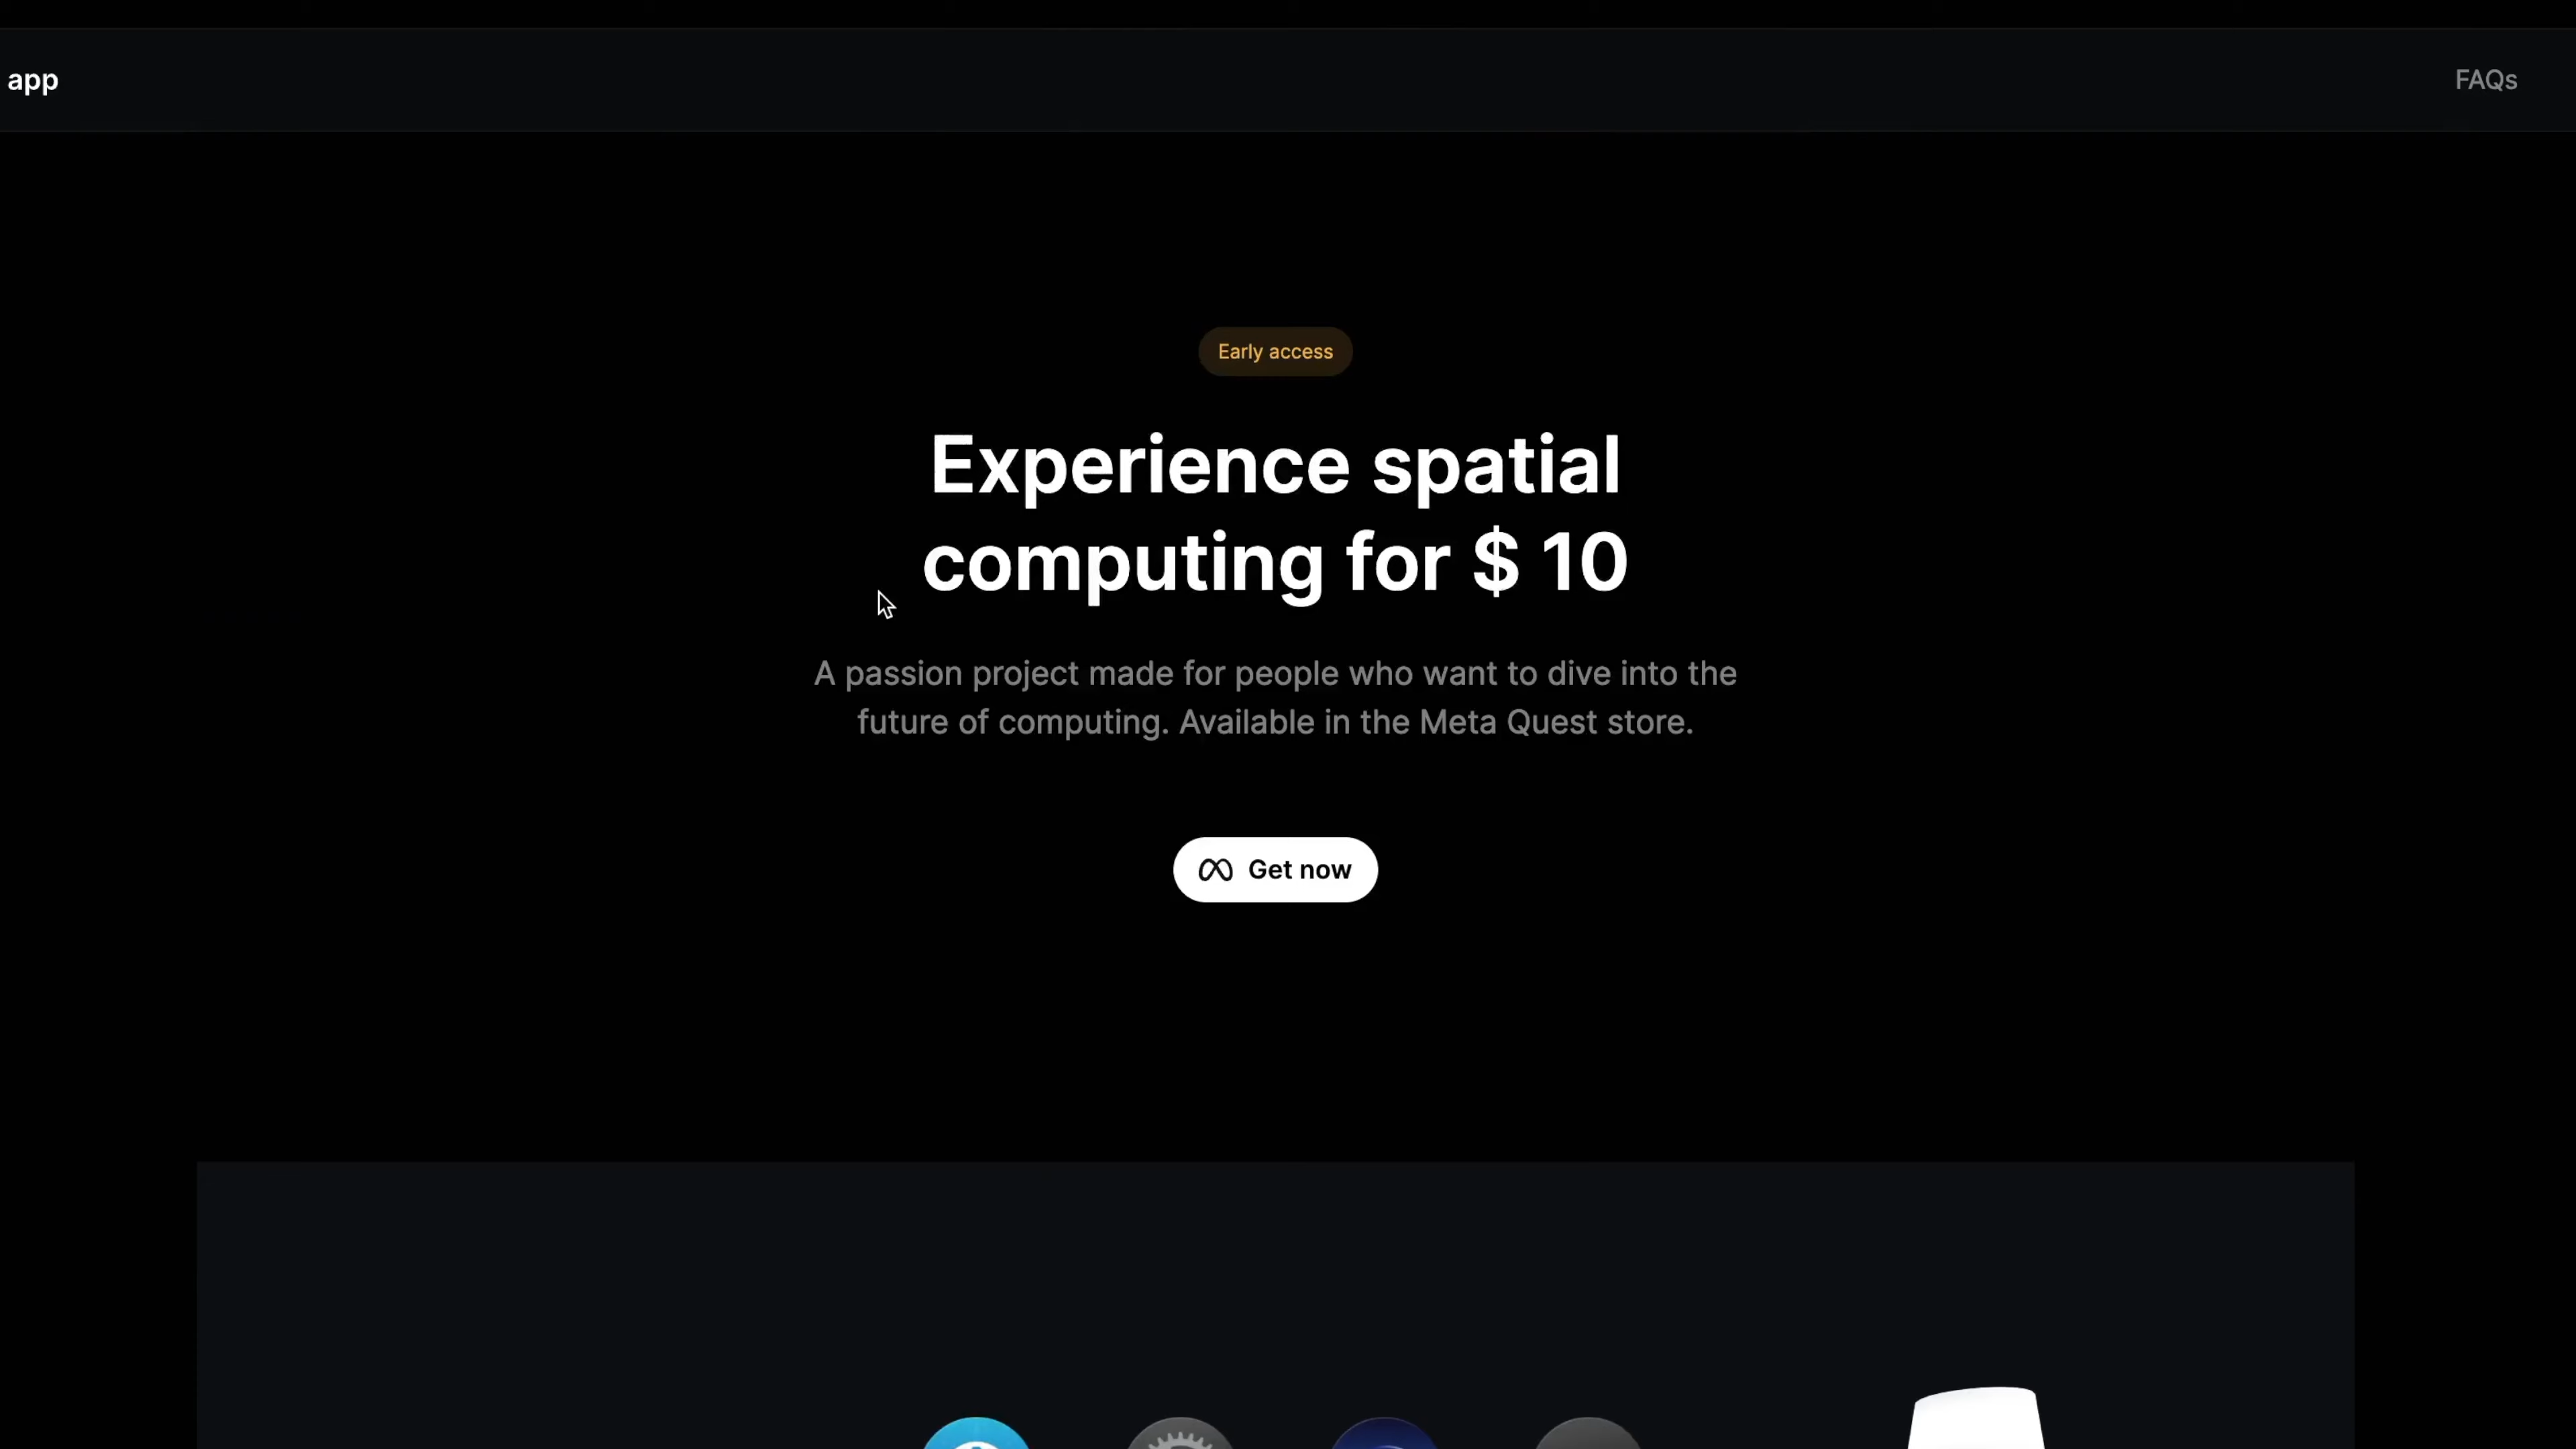 app
FAQs
Early access
Experience spatial
computing for $ 10
A passion project made for people who want to dive into the
future of computing. Available in the Meta Quest store.
Get now